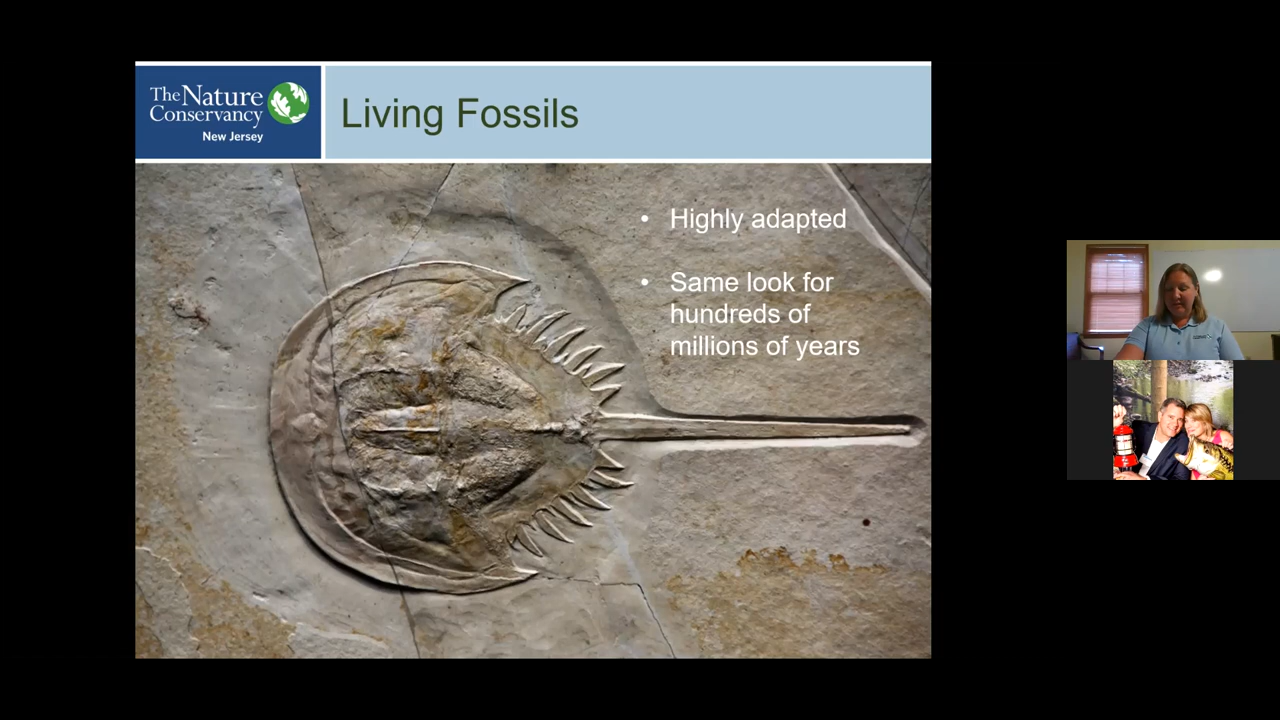 The Nature
Conservancy
New Jersey
Living Fossils
• Highly adapted
• Same look for
hundreds of
millions of years